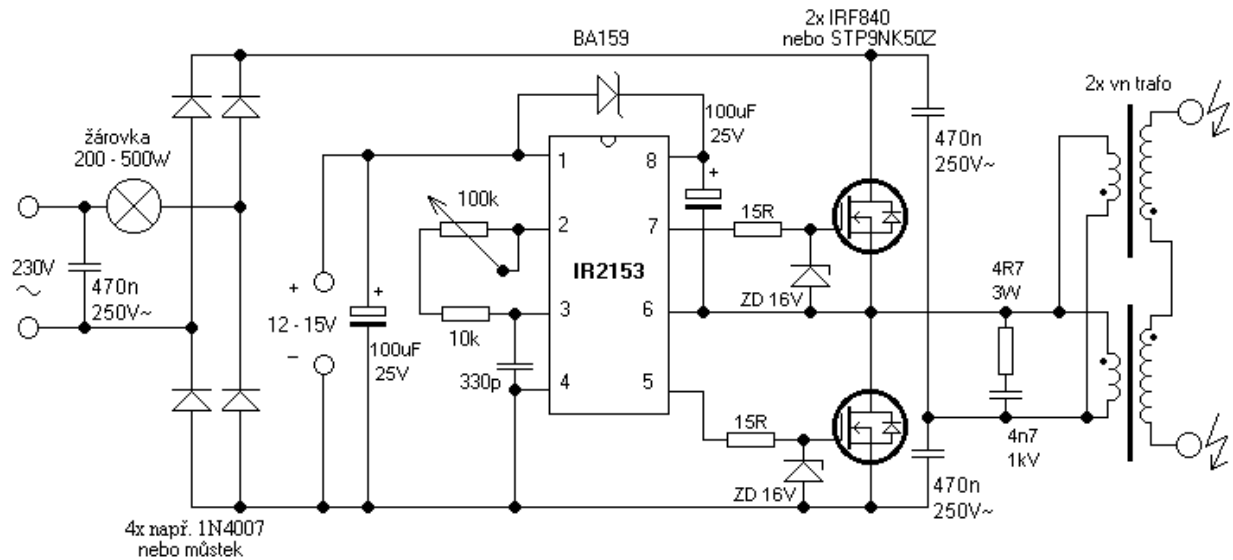 2x IRF840
nebo STP9NK50Z
BA159
2x vn trafo
100uF
25V
470n
250V~
žárovka
200 - 500W
1
8
+
100k
2
7
15R
230V
~
470n
250V~
IR2153
+
+
ZD 16V
4R7
3W
12 - 15V
10k
3
6
–
100uF
25V
330p
4
5
15R
4n7
1kV
ZD 16V
470n
250V~
4x např. 1N4007
nebo můstek